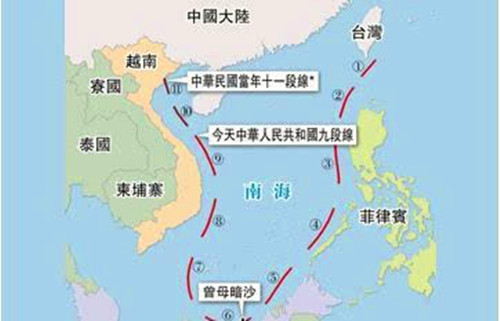 中國大陸
台灣
越南
①
⑪
中華民國當年十一段線*
寮國
②
⑩
今天中華人民共和國九段線
泰國
⑨
③
柬埔寨
南海
菲律賓
⑧
④
⑦
⑤
曾母暗沙
⑥